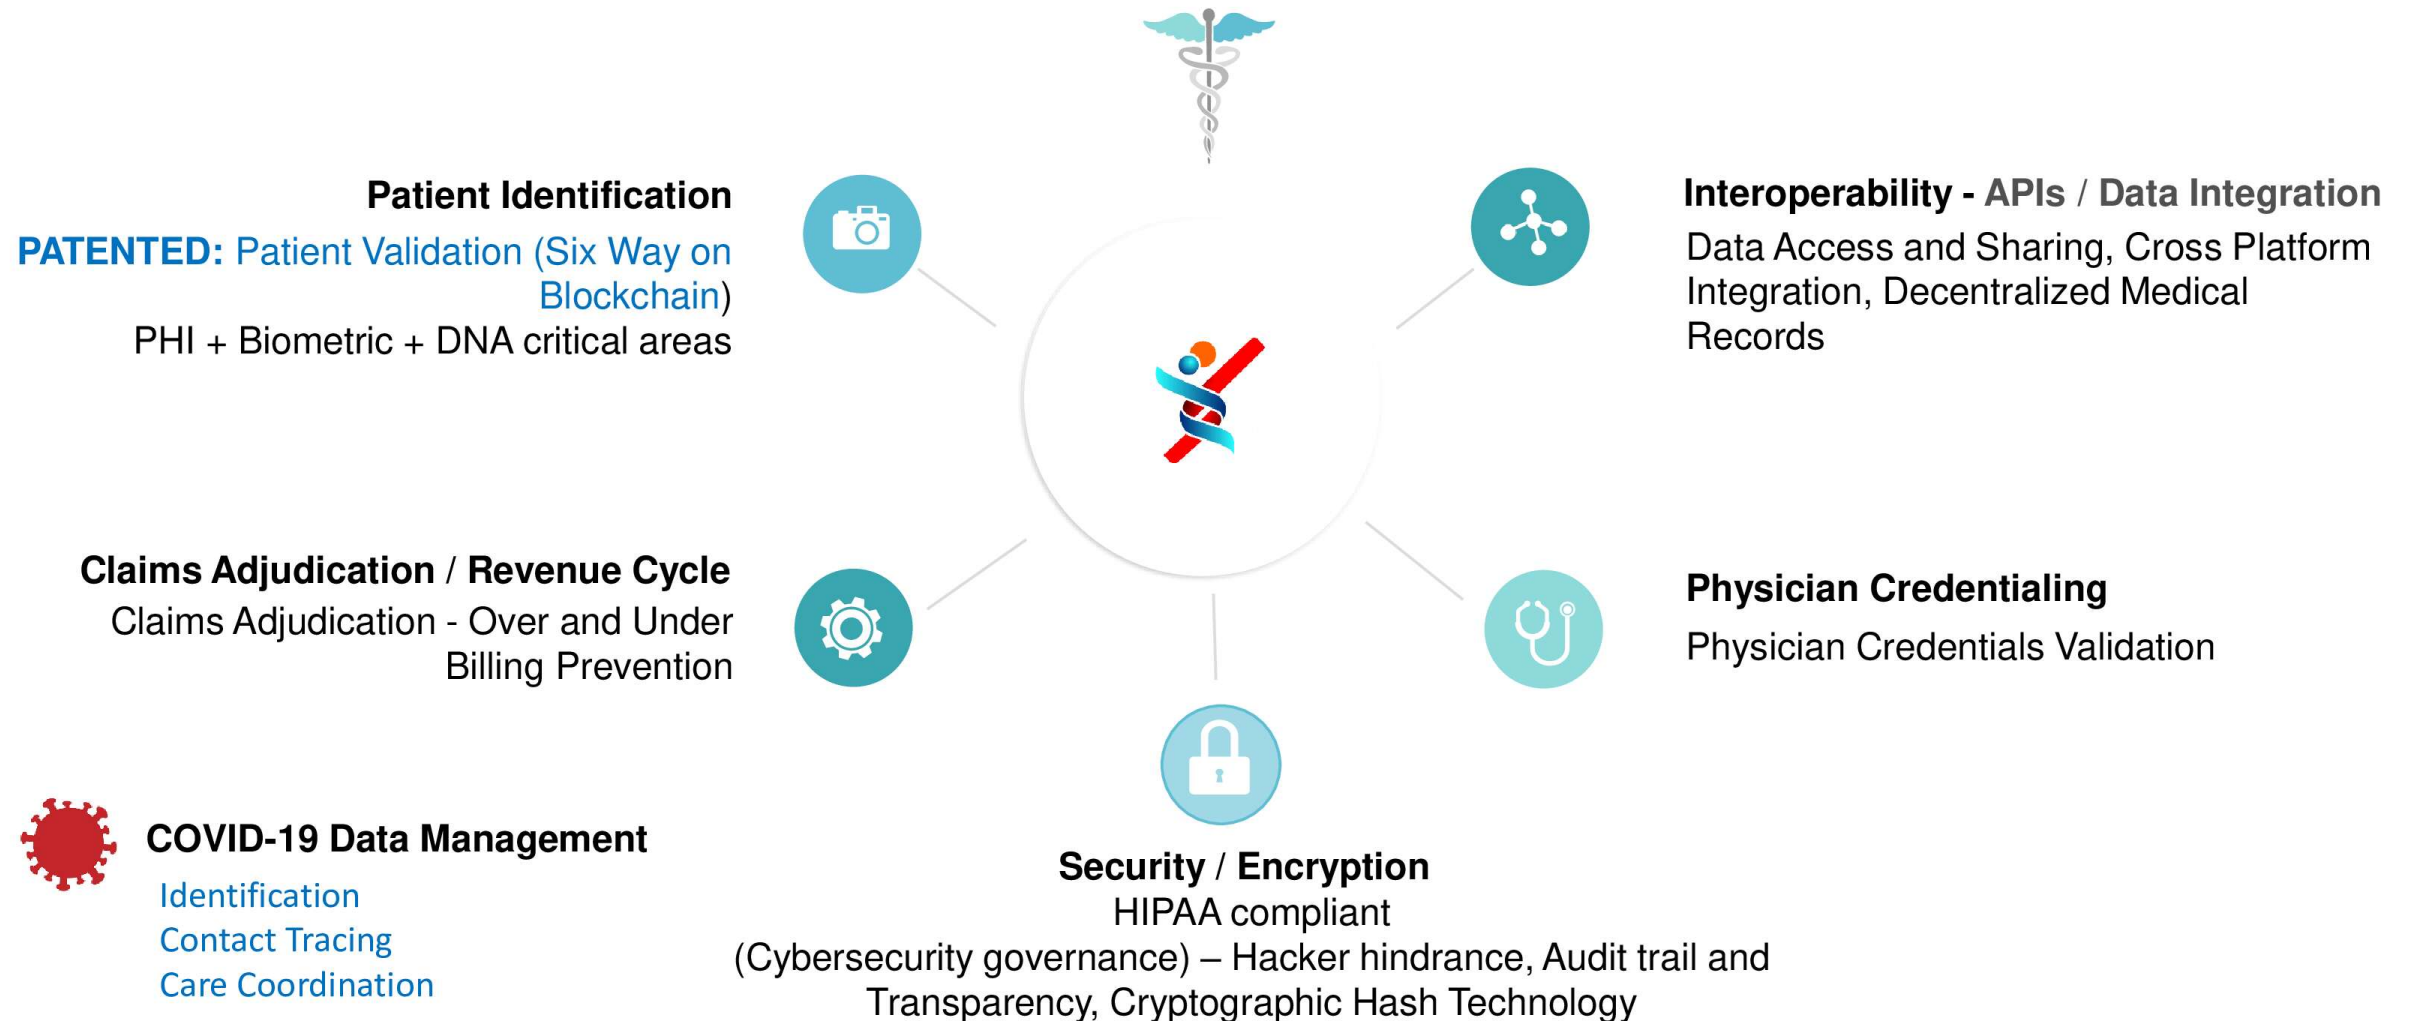 Patient Identification
PATENTED: Patient Validation (Six Way on
Blockchain)
PHI + Biometric + DNA critical areas
Interoperability - APIs / Data Integration
Data Access and Sharing, Cross Platform
Integration, Decentralized Medical
Records
Claims Adjudication / Revenue Cycle
Claims Adjudication - Over and Under
Billing Prevention
Physician Credentialing
Physician Credentials Validation
COVID-19 Data Management
Identification
Contact Tracing
Care Coordination
Security / Encryption
HIPAA compliant
(Cybersecurity governance) – Hacker hindrance, Audit trail and
Transparency, Cryptographic Hash Technology